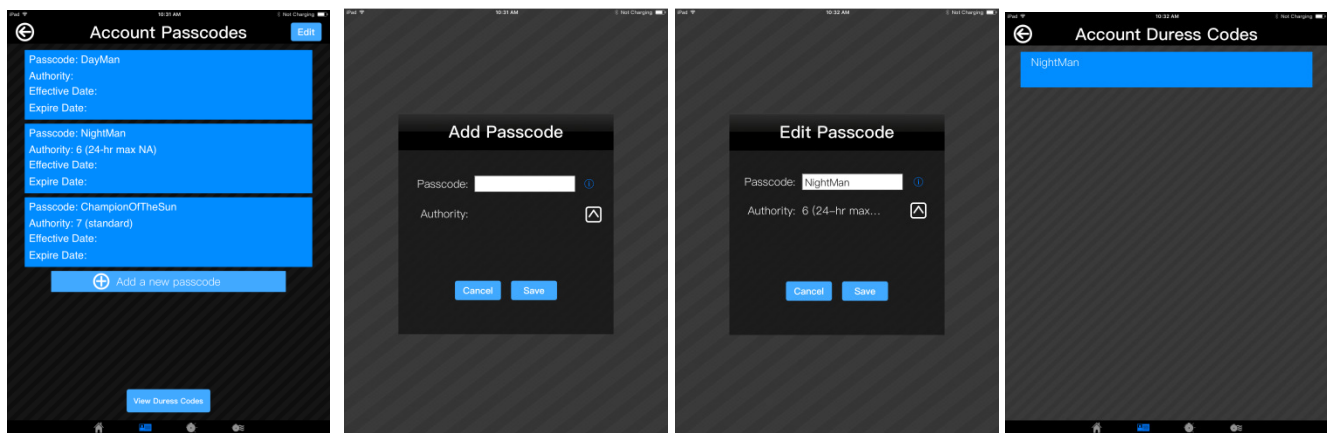 iPad 10:31 AM Not Charging
Account Passcodes Edit
Passcode: DayMan
Authority:
Effective Date:
Expire Date:
Passcode: NightMan
Authority: 6 (24-hr max NA)
Effective Date:
Expire Date:
Passcode: ChampionOfTheSun
Authority: 7 (standard)
Effective Date:
Expire Date:
Add a new passcode
View Duress Codes
iPad 10:31 AM Not Charging
Add Passcode
Passcode:
Authority:
Cancel Save
iPad 10:32 AM Not Charging
Edit Passcode
Passcode: NightMan
Authority: 6 (24-hr max...
Cancel Save
iPad 10:32 AM Not Charging
Account Duress Codes
NightMan